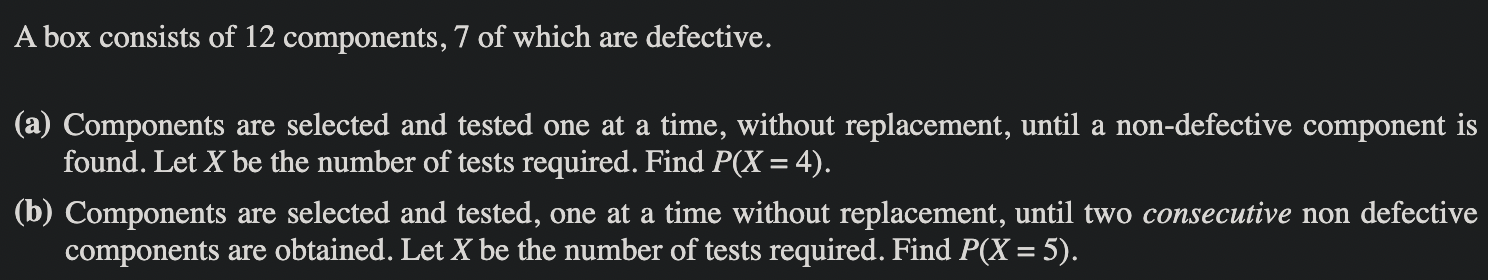 A box consists of 12 components, 7 of which are defective.
(a) Components are selected and tested one at a time, without replacement, until a non-defective component is
found. Let X be the number of tests required. Find P(X = 4).
(b) Components are selected and tested, one at a time without replacement, until two consecutive non defective
components are obtained. Let X be the number of tests required. Find P(X = 5).